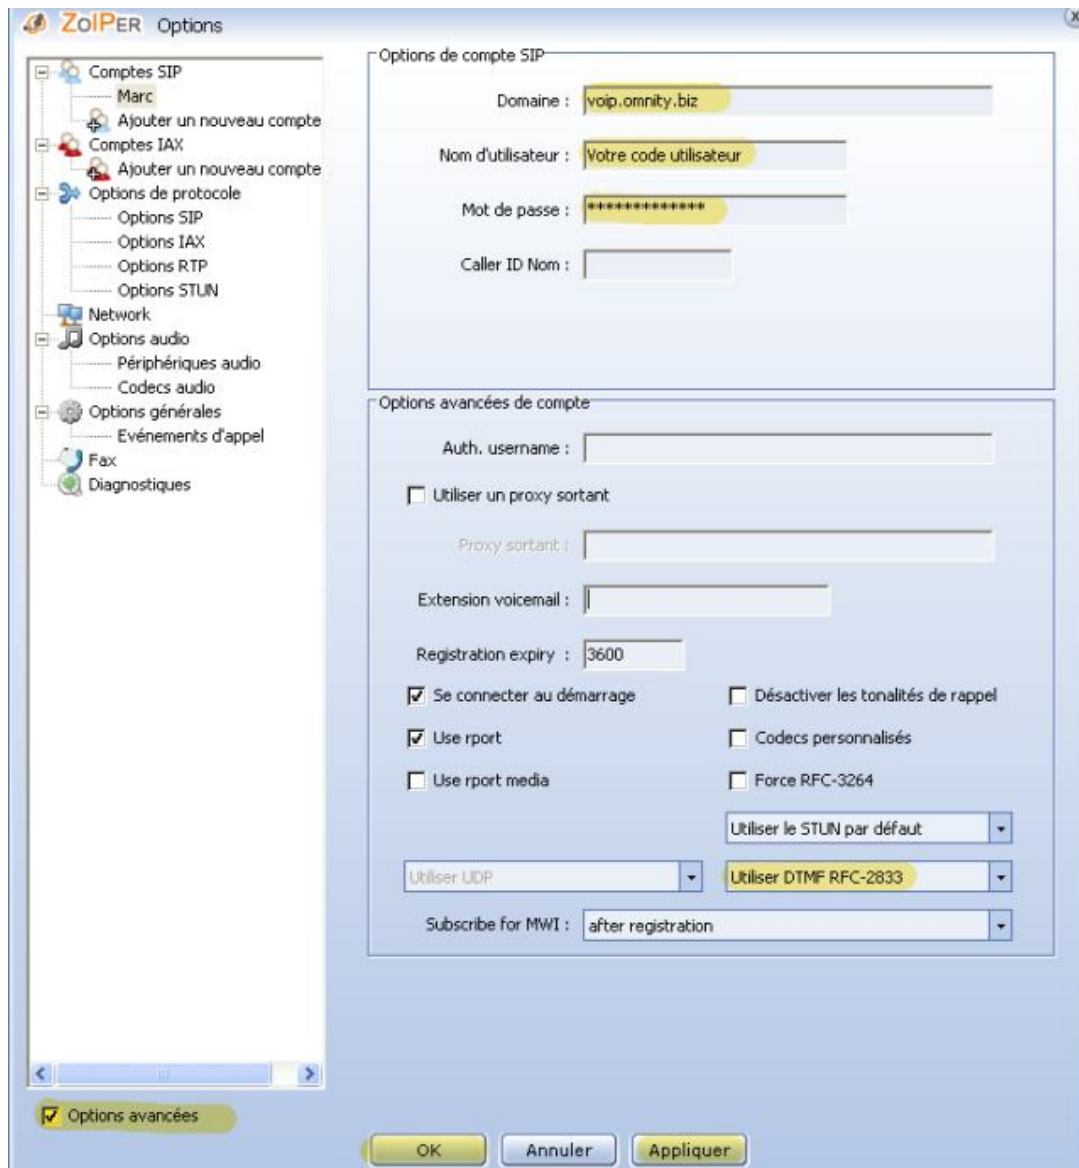 ZoIPER Options
Comptes SIP
Marc
Ajouter un nouveau compte
Comptes IAX
Ajouter un nouveau compte
Options de protocole
Options SIP
Options IAX
Options RTP
Options STUN
Network
Options audio
Périphériques audio
Codecs audio
Options générales
Evénements d'appel
Fax
Diagnostiques
Options avancées
Options de compte SIP
Domaine : voip.omnity.biz
Nom d'utilisateur : Votre code utilisateur
Mot de passe : *************
Caller ID Nom :
Options avancées de compte
Auth. username :
Utiliser un proxy sortant
Proxy sortant :
Extension voicemail :
Registration expiry : 3600
Se connecter au démarrage Désactiver les tonalités de rappel
Use rport Codecs personnalisés
Use rport media Force RFC-3264
Utiliser le STUN par défaut
Utiliser UDP Utiliser DTMF RFC-2833
Subscribe for MWI : after registration
OK Annuler Appliquer